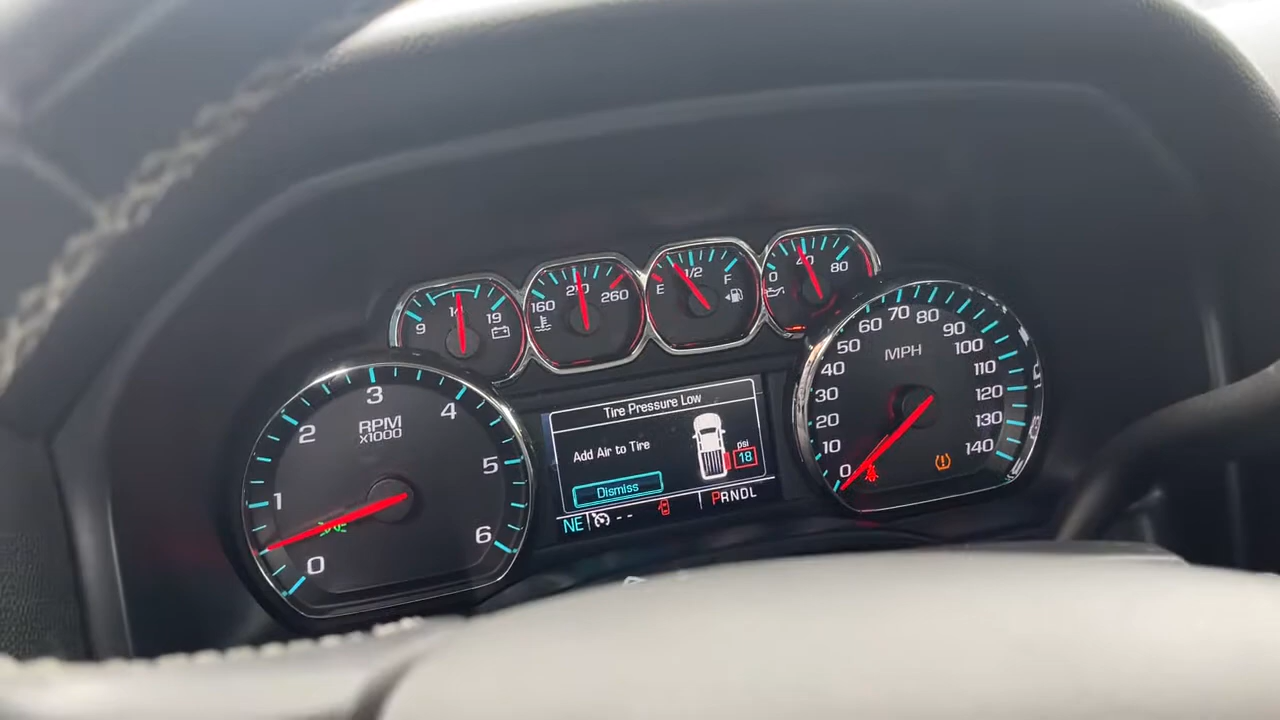 9 14 19
160 210 260
E 1/2 F
0 40 80
0 1 2 3 4 5 6
RPM
x1000
Tire Pressure Low
Add Air to Tire
psi
18
Dismiss
NE -- PRNDL
0 10 20 30 40 50 60 70 80 90 100 110 120 130 140
MPH